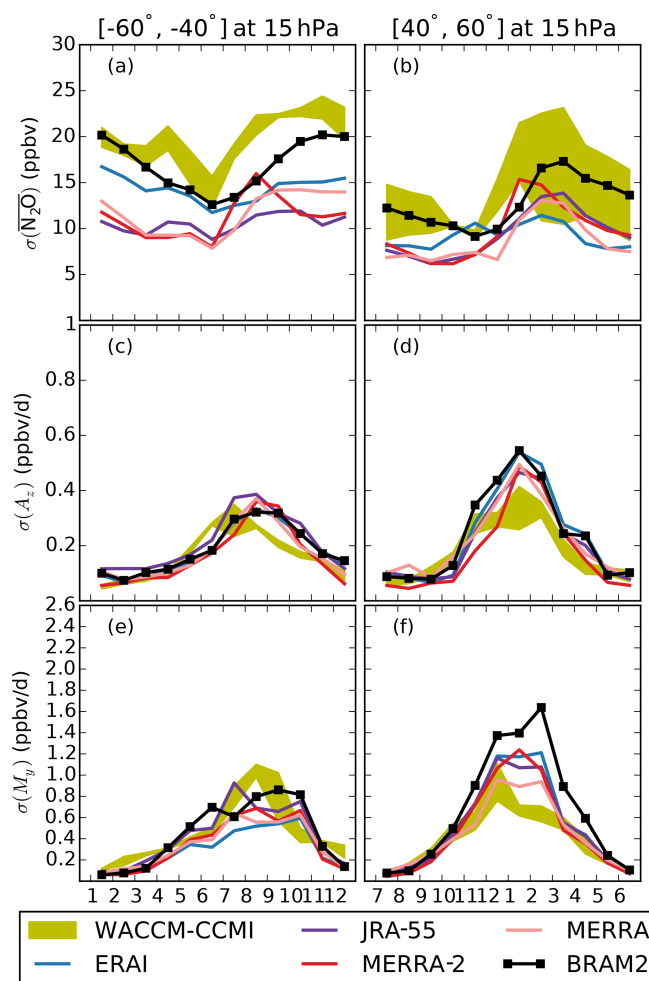 [-60°, -40°] at 15 hPa [40°, 60°] at 15 hPa
30
25
20
15
10
5
1
σ(N₂O) (ppbv)
(a) (b)
0.8
0.6
0.4
0.2
2.6
σ(A_z) (ppbv/d)
(c) (d)
2.4
2.2
2.0
1.8
1.6
1.4
1.2
1.0
0.8
0.6
0.4
0.2
σ(M_y) (ppbv/d)
(e) (f)
1 2 3 4 5 6 7 8 9 10 11 12 7 8 9 10 11 12 1 2 3 4 5 6
WACCM-CCMI JRA-55 MERRA
ERAI MERRA-2 BRAM2